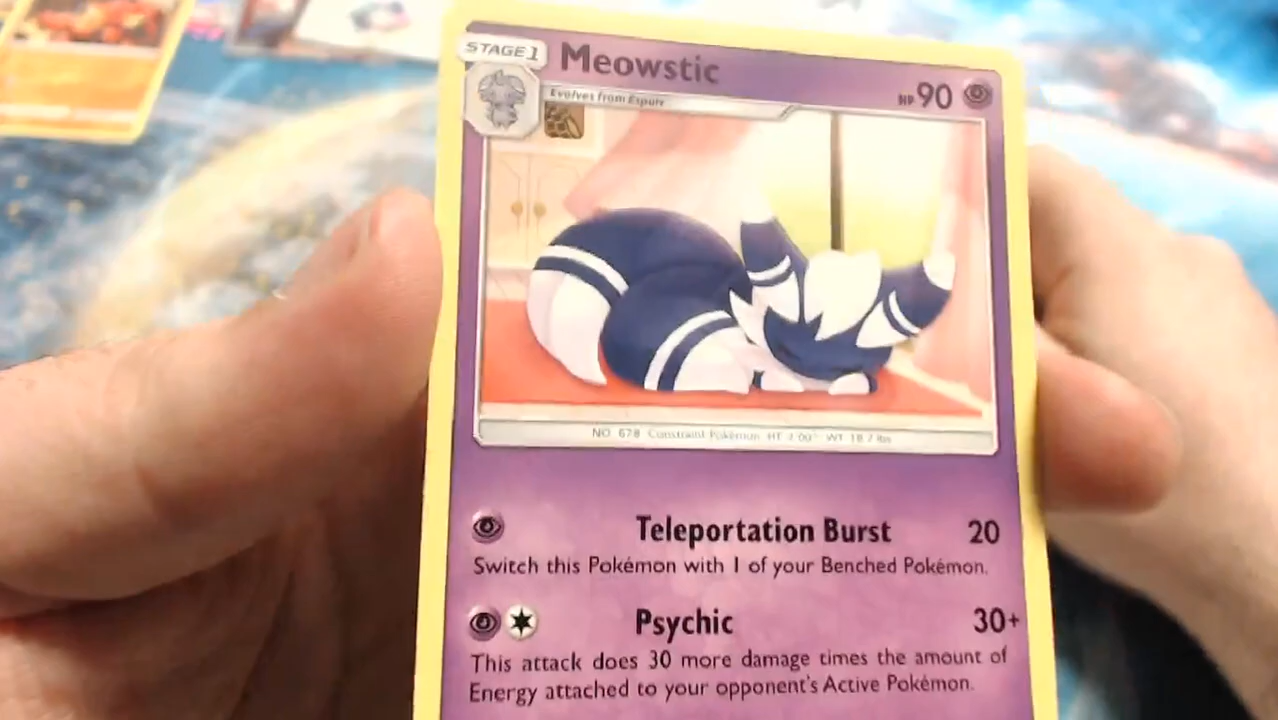 STAGE 1
Meowstic
HP 90
Evolves from Espurr
NO. 678 Constraint Pokémon HT 2'00" WT 18.7 lbs
Teleportation Burst 20
Switch this Pokémon with 1 of your Benched Pokémon.
Psychic 30+
This attack does 30 more damage times the amount of
Energy attached to your opponent's Active Pokémon.